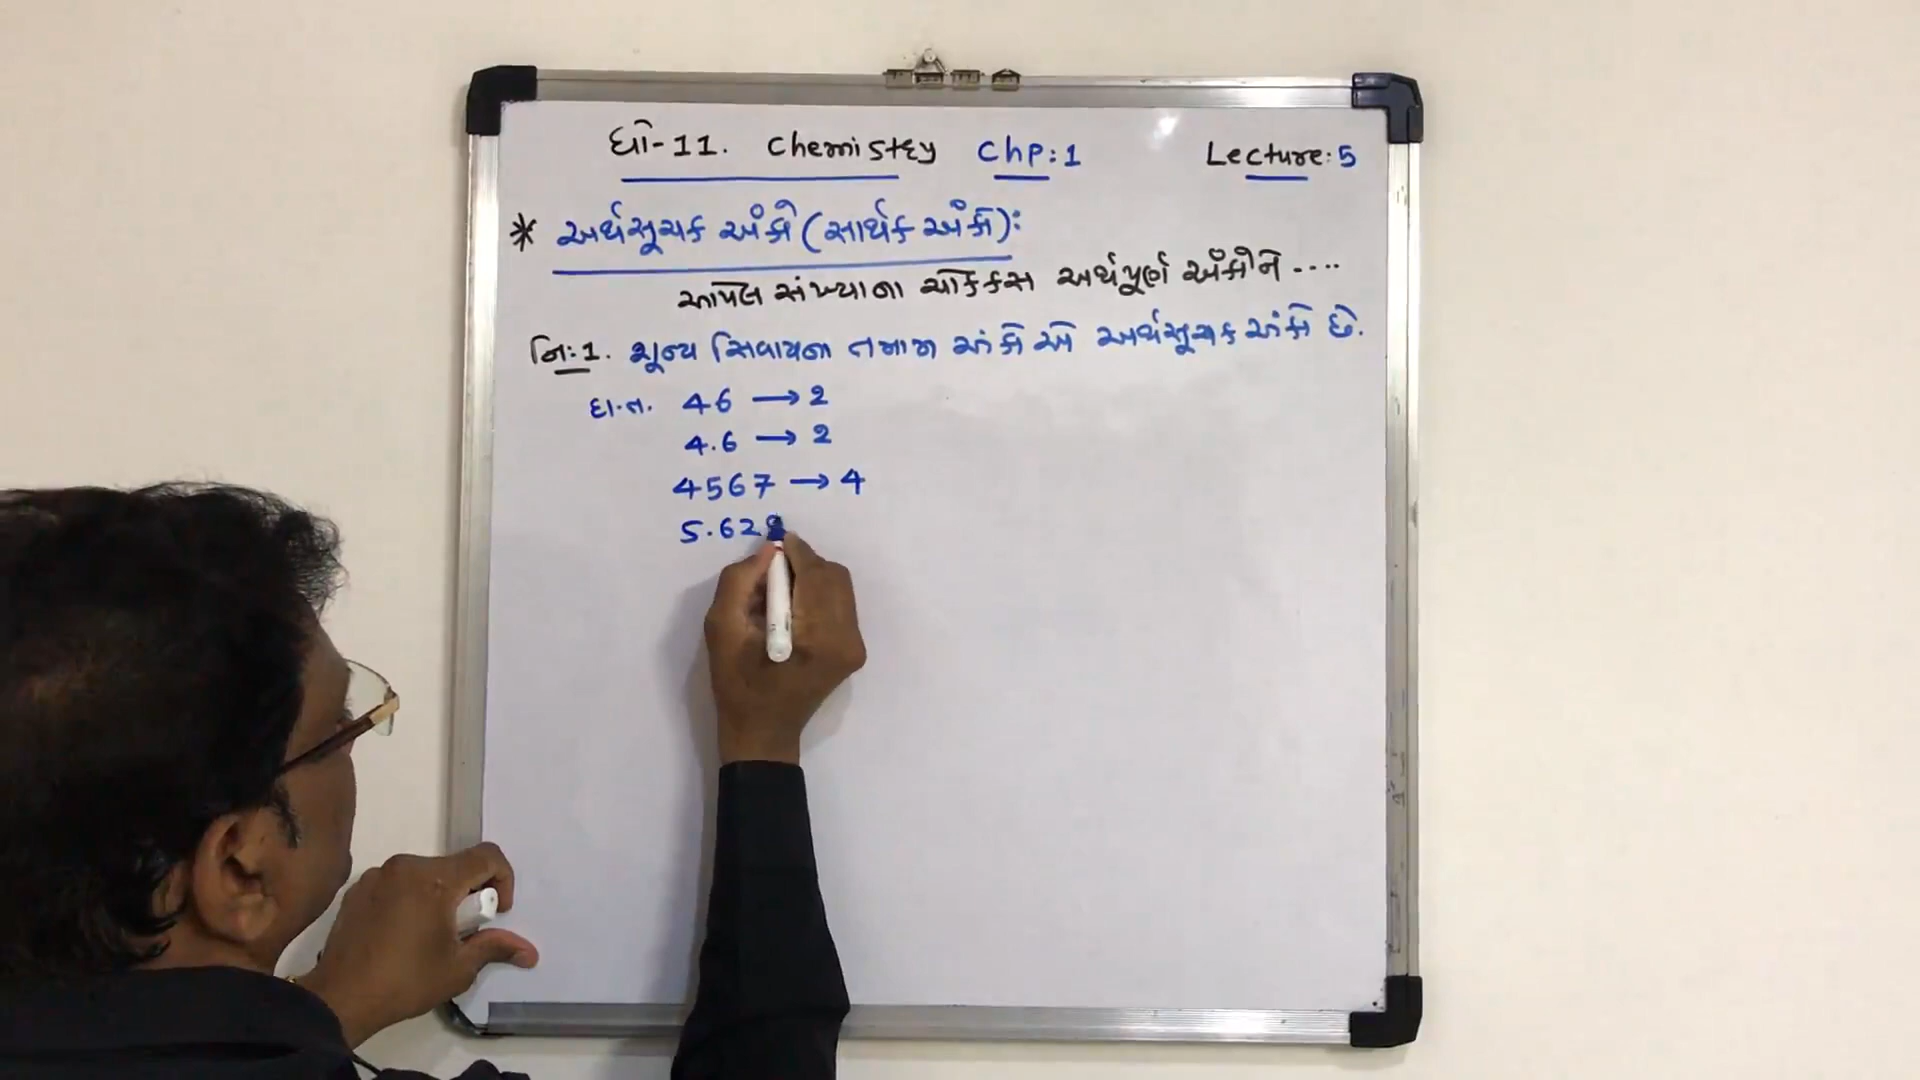 ધો-11. Chemistry Chp:1 Lecture:5
* અર્થસૂચક અંકો (સાર્થક અંકો):
આપેલ સંખ્યાના ચોક્કસ અર્થપૂર્ણ અંકોને ....
નિ:1. શૂન્ય સિવાયના તમામ અંકો એ અર્થસૂચક અંકો છે.
દા.ત. 46 → 2
4.6 → 2
4567 → 4
5.62